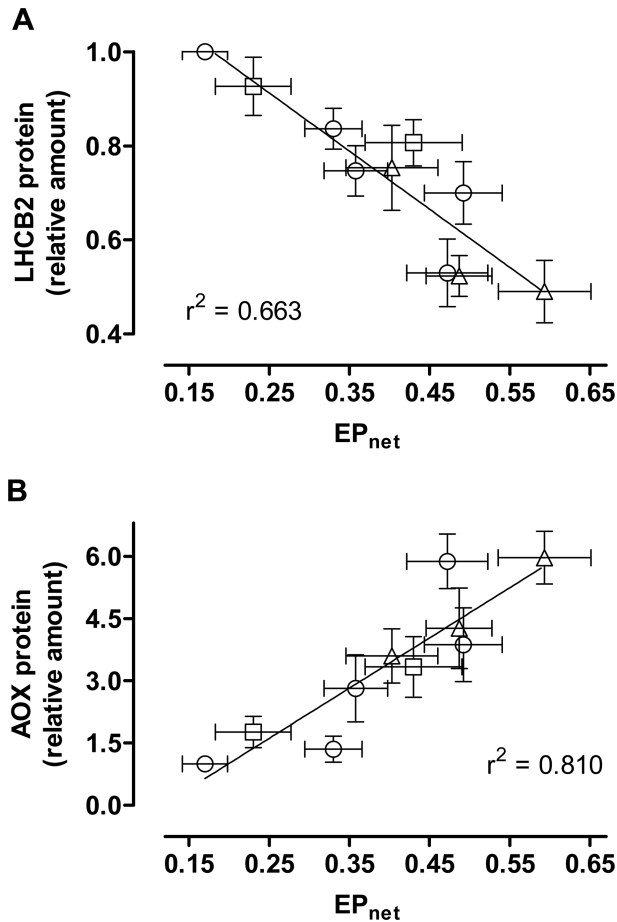 A
LHCB2 protein
(relative amount)
1.0
0.8
0.6
0.4
r² = 0.663
0.15 0.25 0.35 0.45 0.55 0.65
EPnet
B
AOX protein
(relative amount)
6.0
4.5
3.0
1.5
0.0
r² = 0.810
0.15 0.25 0.35 0.45 0.55 0.65
EPnet